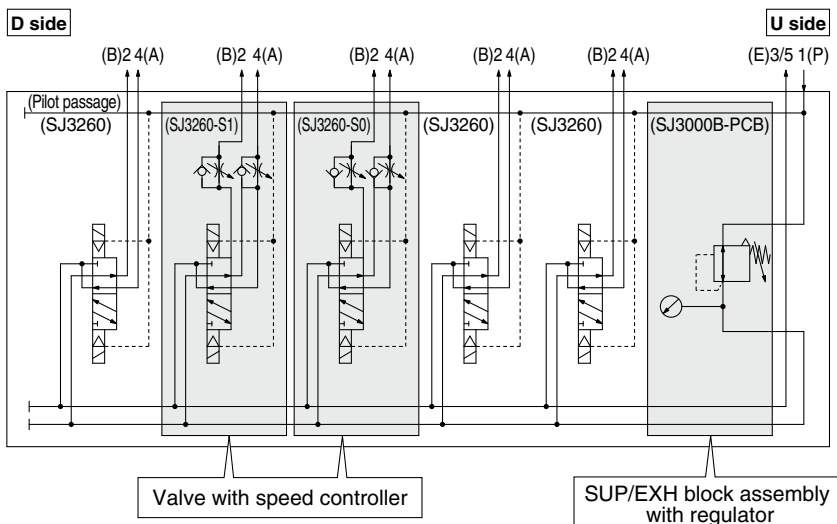 D side
U side
(B)2 4(A)
(B)2 4(A)
(B)2 4(A)
(B)2 4(A)
(B)2 4(A)
(E)3/5 1(P)
(Pilot passage)
(SJ3260)
(SJ3260-S1)
(SJ3260-S0)
(SJ3260)
(SJ3260)
(SJ3000B-PCB)
Valve with speed controller
SUP/EXH block assembly
with regulator